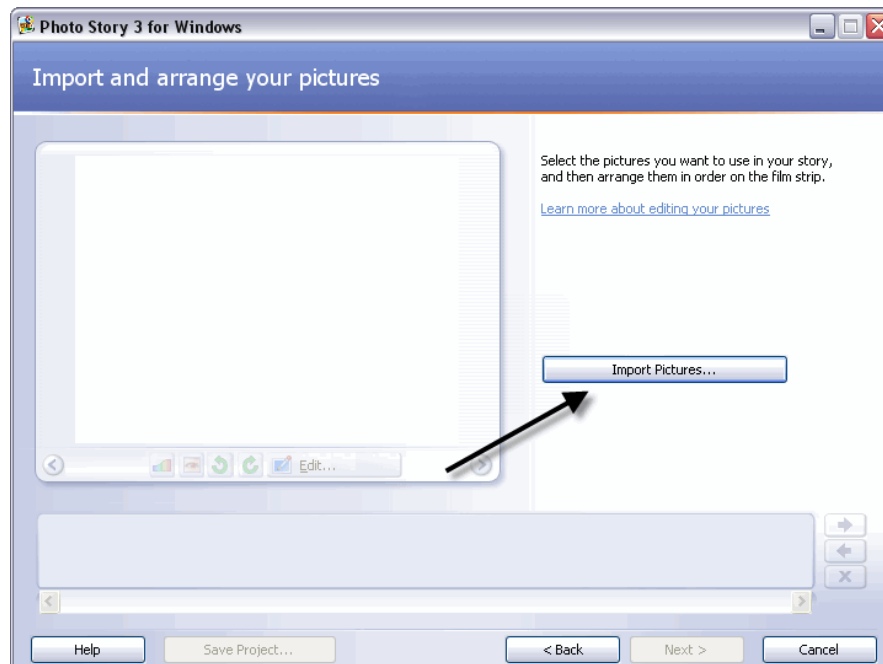 Photo Story 3 for Windows
Import and arrange your pictures
Select the pictures you want to use in your story,
and then arrange them in order on the film strip.
Learn more about editing your pictures
Import Pictures...
Edit...
Help
Save Project...
< Back
Next >
Cancel